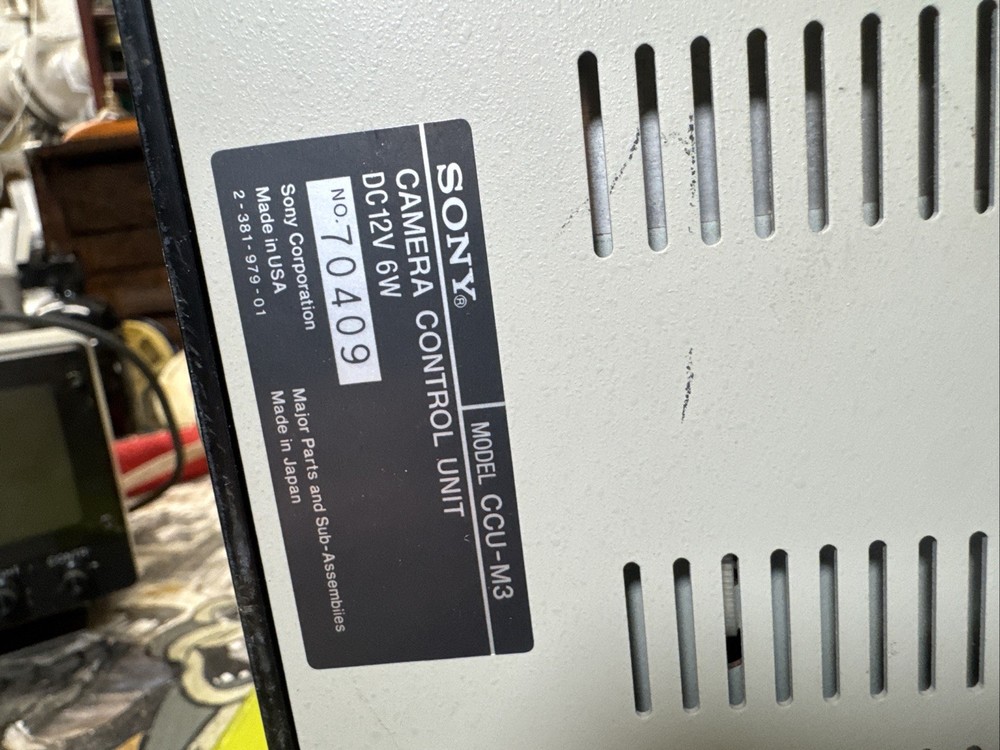 SONY® MODEL CCU-M3
CAMERA CONTROL UNIT
DC12V 6W
NO. 70409
Sony Corporation
Made in USA
2-381-979-01
Major Parts and Sub-Assemblies
Made in Japan